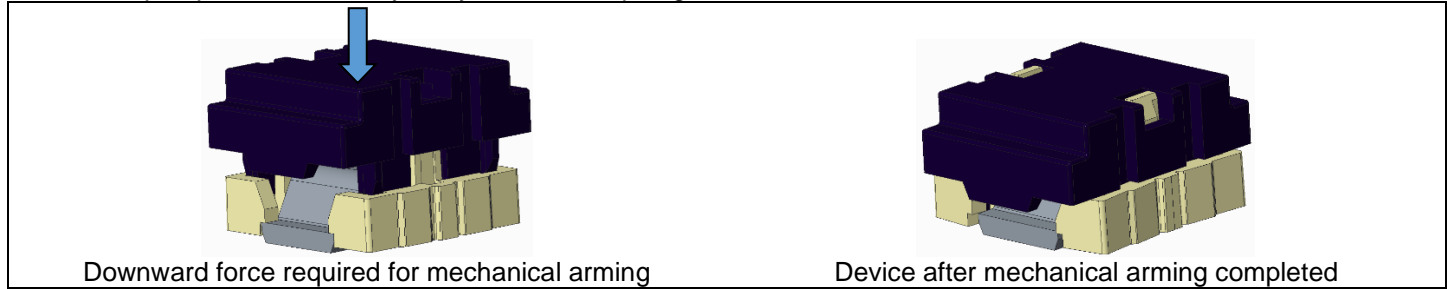 Downward force required for mechanical arming
Device after mechanical arming completed